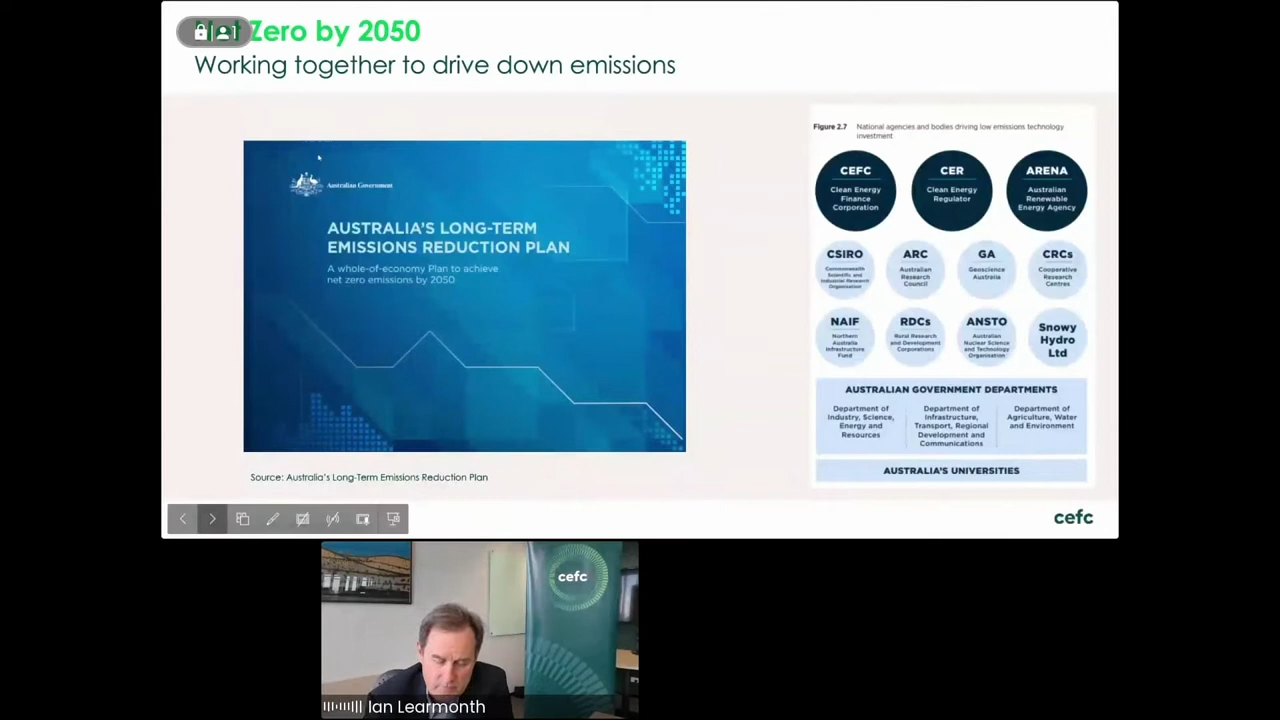 Net Zero by 2050
Working together to drive down emissions
Australian Government
AUSTRALIA'S LONG-TERM
EMISSIONS REDUCTION PLAN
A whole-of-economy Plan to achieve
net zero emissions by 2050
Source: Australia's Long-Term Emissions Reduction Plan
Figure 2.7 National agencies and bodies driving low emissions technology
investment
CEFC
Clean Energy
Finance
Corporation
CER
Clean Energy
Regulator
ARENA
Australian
Renewable
Energy Agency
CSIRO
Commonwealth
Scientific and
Industrial Research
Organisation
ARC
Australian
Research
Council
GA
Geoscience
Australia
CRCs
Cooperative
Research
Centres
NAIF
Northern
Australia
Infrastructure
Fund
RDCs
Rural Research
and Development
Corporations
ANSTO
Australian
Nuclear Science
and Technology
Organisation
Snowy
Hydro
Ltd
AUSTRALIAN GOVERNMENT DEPARTMENTS
Department of
Industry, Science,
Energy and
Resources
Department of
Infrastructure,
Transport, Regional
Development and
Communications
Department of
Agriculture, Water
and Environment
AUSTRALIA'S UNIVERSITIES
cefc
cefc
Ian Learmonth